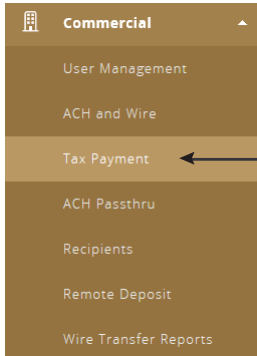 Commercial
User Management
ACH and Wire
Tax Payment
ACH Passthru
Recipients
Remote Deposit
Wire Transfer Reports